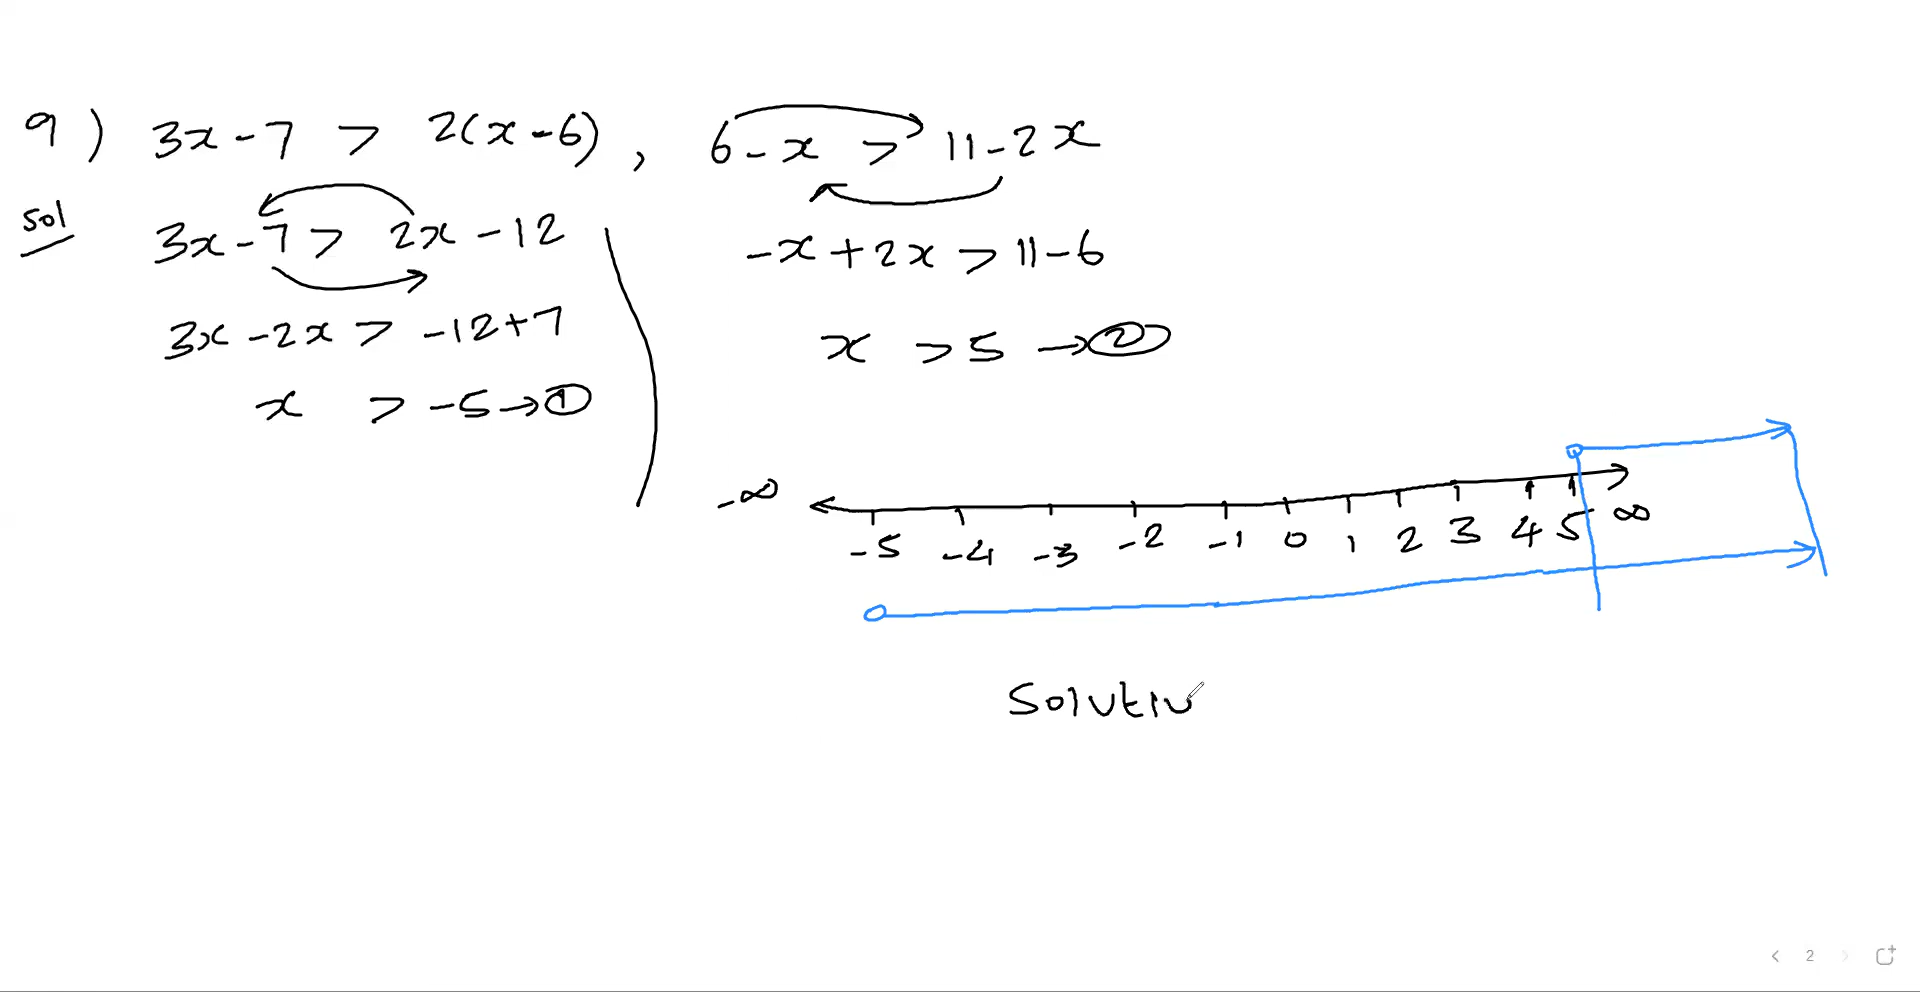 9) 3x - 7 > 2(x - 6) , 6 - x > 11 - 2x
sol
3x - 7 > 2x - 12
3x - 2x > -12 + 7
x > -5 → ①
-x + 2x > 11 - 6
x > 5 → ②
-∞ -5 -4 -3 -2 -1 0 1 2 3 4 5 ∞
Solutiu
2